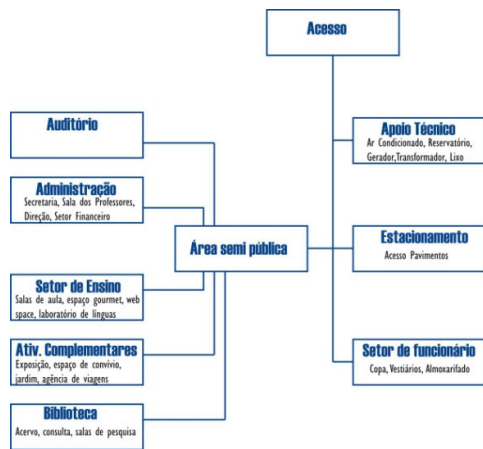 Acesso
Auditório
Apoio Técnico
Ar Condicionado, Reservatório,
Gerador,Transformador, Lixo
Administração
Secretaria, Sala dos Professores,
Direção, Setor Financeiro
Área semi pública
Estacionamento
Acesso Pavimentos
Setor de Ensino
Salas de aula, espaço gourmet, web
space, laboratório de línguas
Ativ. Complementares
Exposição, espaço de convívio,
jardim, agência de viagens
Setor de funcionário
Copa, Vestiários, Almoxarifado
Biblioteca
Acervo, consulta, salas de pesquisa